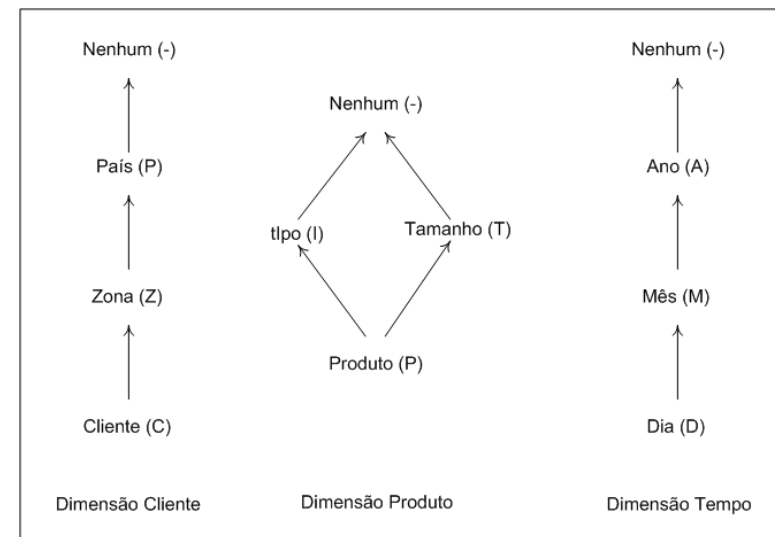 Nenhum (-)
País (P)
Zona (Z)
Cliente (C)
Dimensão Cliente
Nenhum (-)
tIpo (I)
Tamanho (T)
Produto (P)
Dimensão Produto
Nenhum (-)
Ano (A)
Mês (M)
Dia (D)
Dimensão Tempo